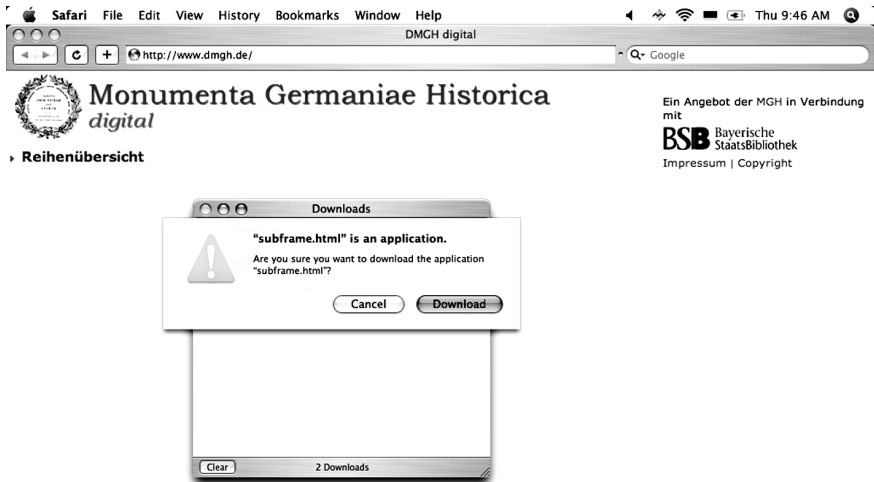 Safari File Edit View History Bookmarks Window Help Thu 9:46 AM
DMGH digital
http://www.dmgh.de/ Google
Monumenta Germaniae Historica
digital
Ein Angebot der MGH in Verbindung
mit
BSB Bayerische
StaatsBibliothek
Impressum | Copyright
Reihenübersicht
Downloads
“subframe.html” is an application.
Are you sure you want to download the application
“subframe.html”?
Cancel Download
Clear 2 Downloads